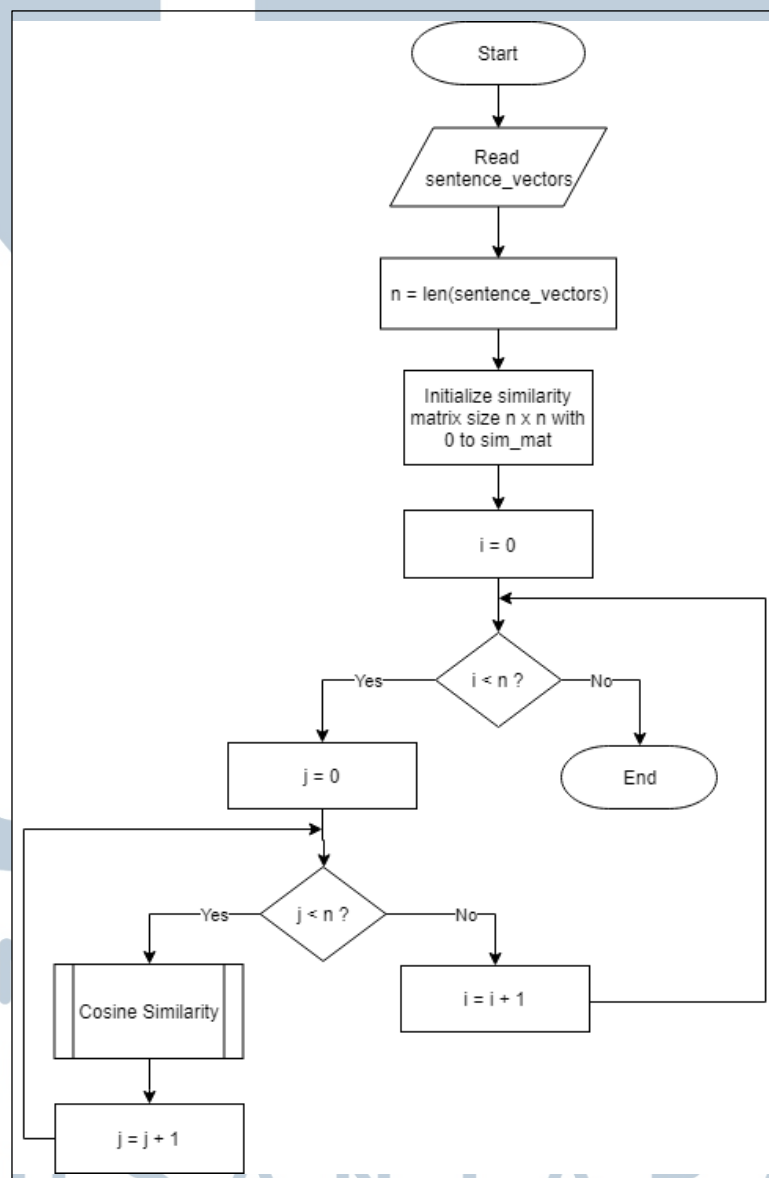 Start
Read
sentence_vectors
n = len(sentence_vectors)
Initialize similarity
matrix size n x n with
0 to sim_mat
i = 0
i < n ?
Yes
No
j = 0
End
j < n ?
Yes
No
Cosine Similarity
i = i + 1
j = j + 1